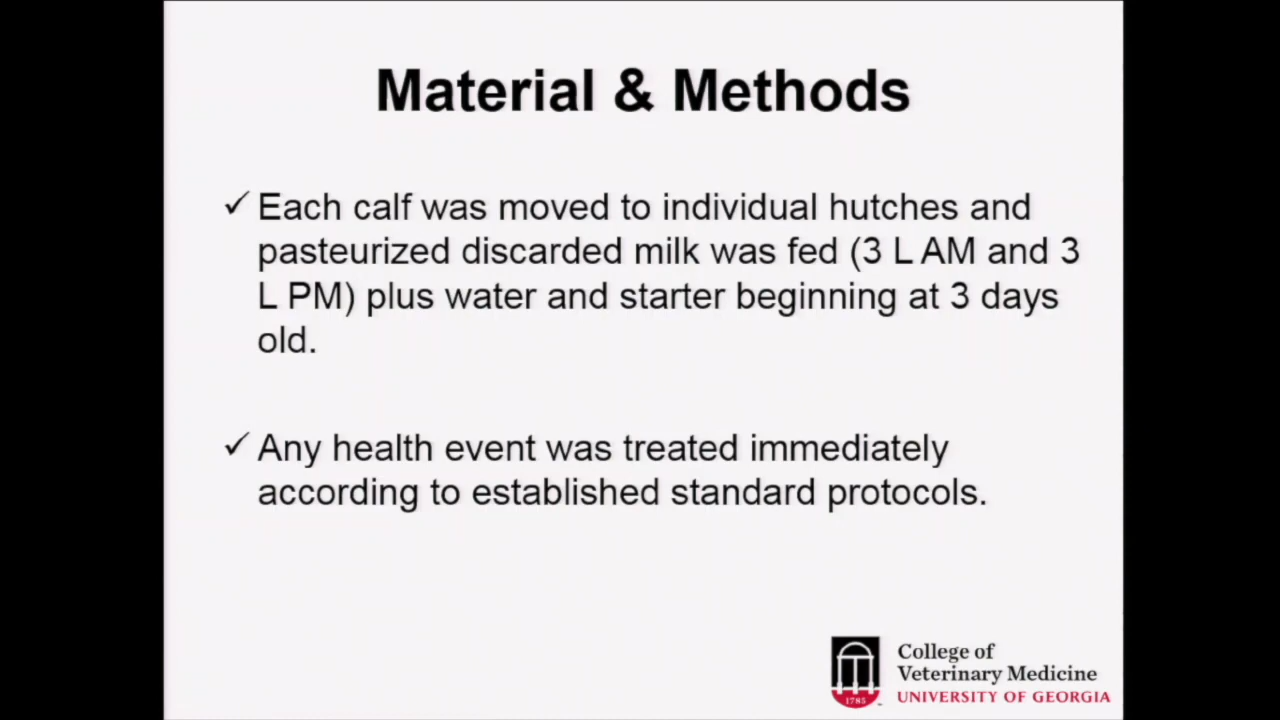 Material & Methods
✓ Each calf was moved to individual hutches and
pasteurized discarded milk was fed (3 L AM and 3
L PM) plus water and starter beginning at 3 days
old.
✓ Any health event was treated immediately
according to established standard protocols.
1785
College of
Veterinary Medicine
UNIVERSITY OF GEORGIA